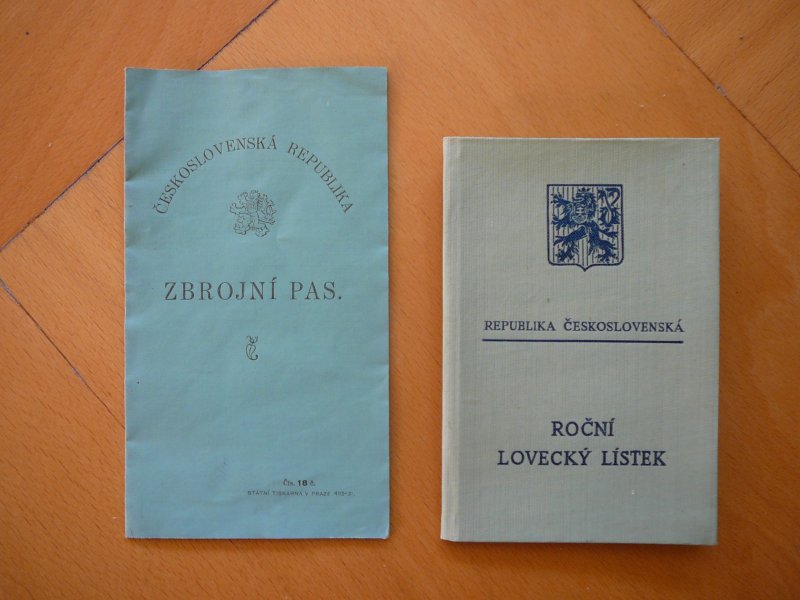 ČESKOSLOVENSKÁ REPUBLIKA
ZBROJNÍ PAS.
Čís. 18 č.
STÁTNÍ TISKÁRNA V PRAZE
REPUBLIKA ČESKOSLOVENSKÁ
ROČNÍ
LOVECKÝ LÍSTEK